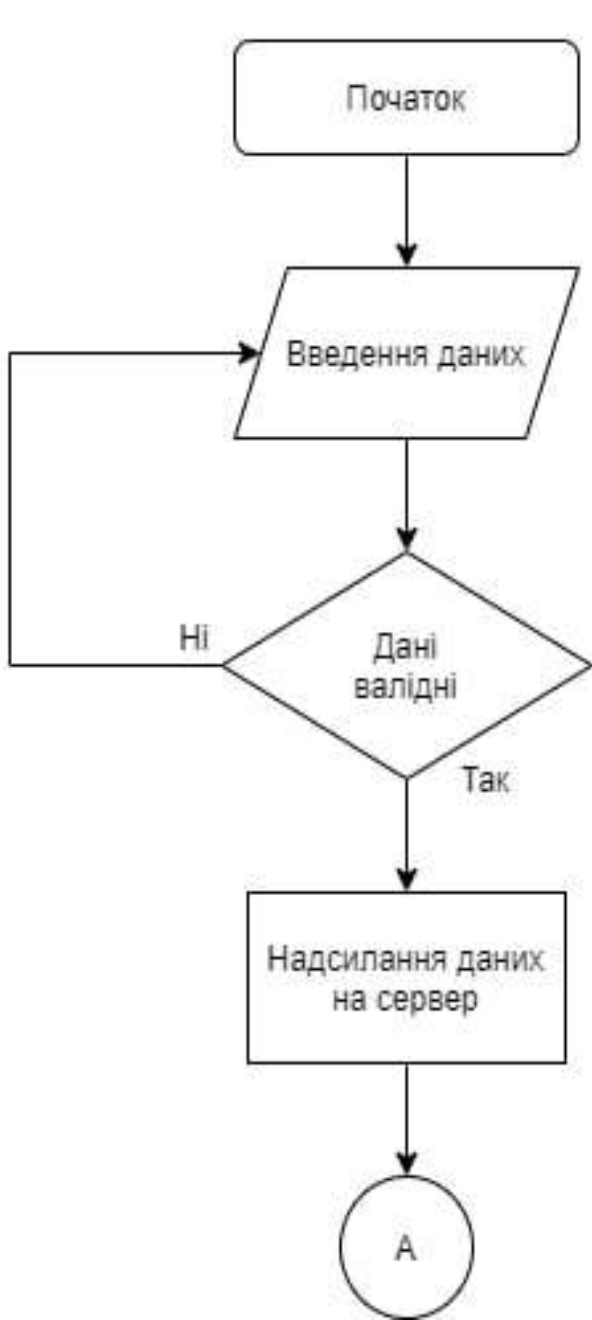 Початок
Введення даних
Ні
Дані
валідні
Так
Надсилання даних
на сервер
А